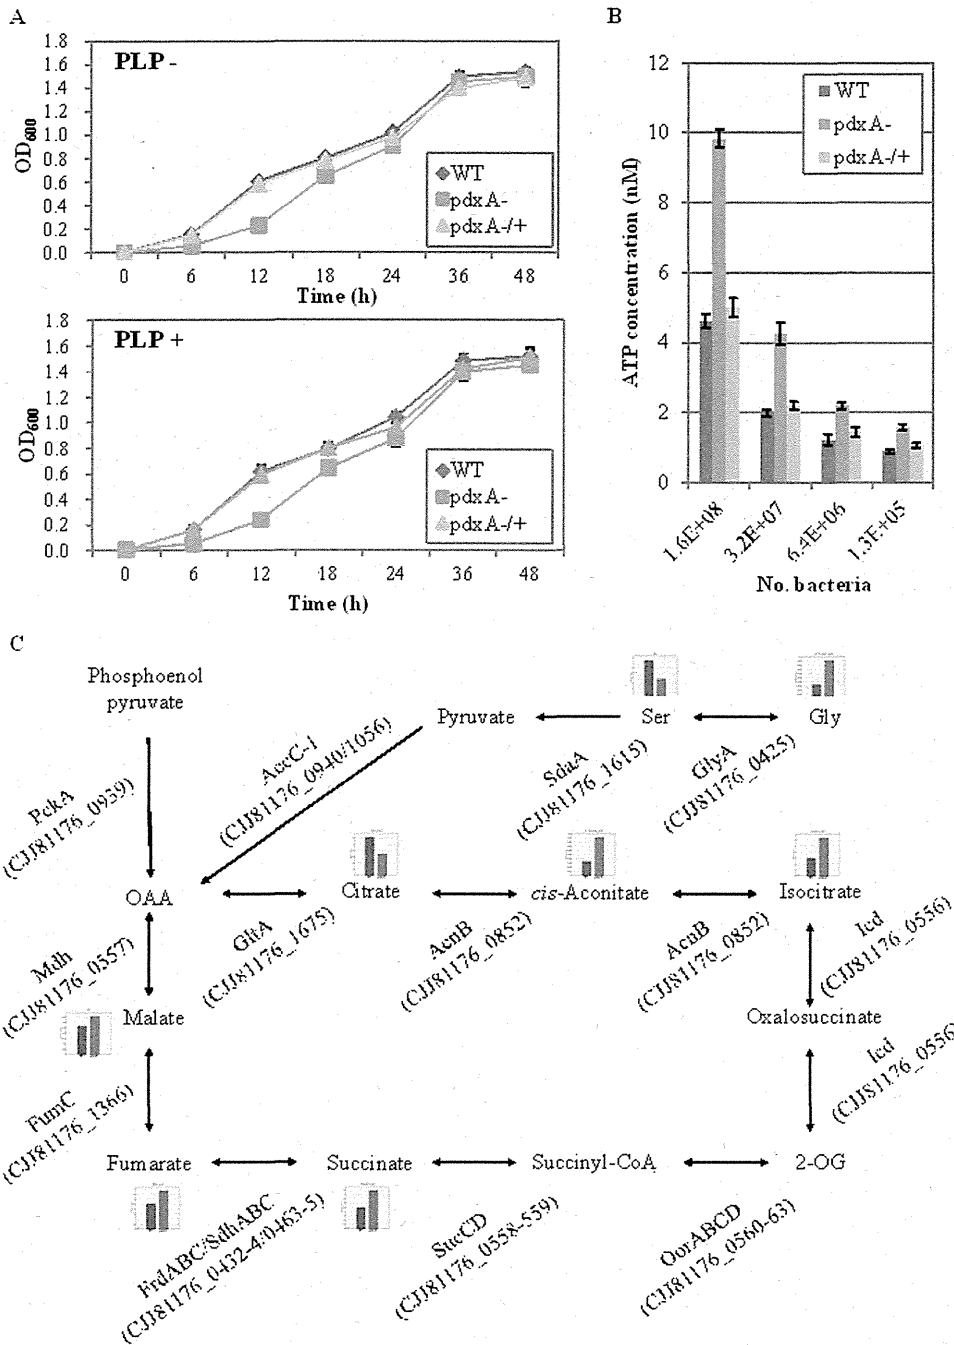 A
PLP -
OD600
1.8
1.6
1.4
1.2
1.0
0.8
0.6
0.4
0.2
0.0
WT
pdxA-
pdxA-/+
0 6 12 18 24 36 48
Time (h)
PLP +
OD600
1.8
1.6
1.4
1.2
1.0
0.8
0.6
0.4
0.2
0.0
WT
pdxA-
pdxA-/+
0 6 12 18 24 36 48
Time (h)
B
ATP concentration (nM)
12
10
8
6
4
2
0
WT
pdxA-
pdxA-/+
1.6E+08 3.2E+07 6.4E+06 1.3E+05
No. bacteria
C
Phosphoenol
pyruvate
Pyruvate
Ser
Gly
PckA
(CJJ81176_0939)
AccC-1
(CJJ81176_0940/1056)
SdaA
(CJJ81176_1615)
GlyA
(CJJ81176_0425)
OAA
Citrate
cis-Aconitate
Isocitrate
Mdh
(CJJ81176_0557)
GltA
(CJJ81176_1675)
AcnB
(CJJ81176_0852)
AcnB
(CJJ81176_0852)
Icd
(CJJ81176_0556)
Malate
Oxalosuccinate
FumC
(CJJ81176_1366)
Icd
(CJJ81176_0556
Fumarate
Succinate
Succinyl-CoA
2-OG
FrdABC/SdhABC
(CJJ81176_0432-4/0463-5)
SucCD
(CJJ81176_0558-559)
OorABCD
(CJJ81176_0560-63)